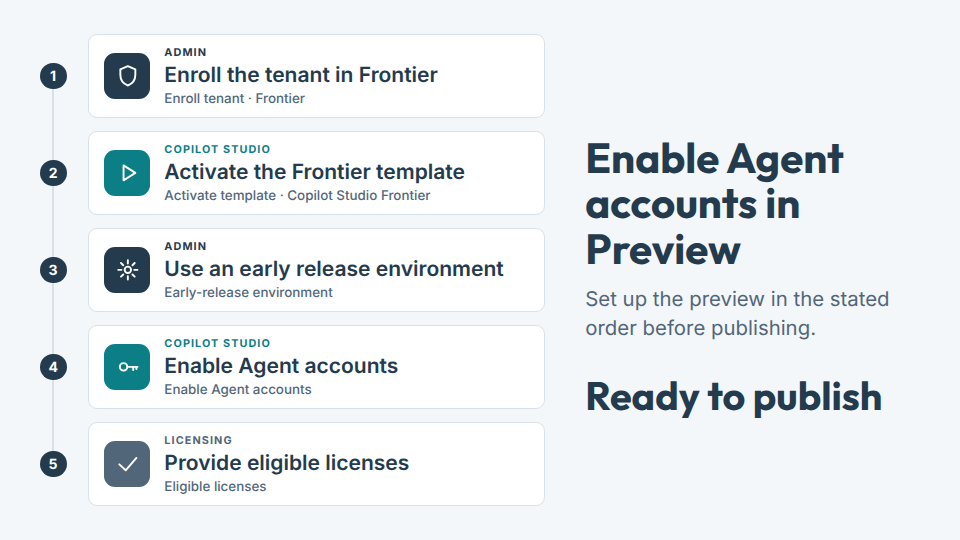 1
ADMIN
Enroll the tenant in Frontier
Enroll tenant · Frontier
2
COPILOT STUDIO
Activate the Frontier template
Activate template · Copilot Studio Frontier
3
ADMIN
Use an early release environment
Early-release environment
4
COPILOT STUDIO
Enable Agent accounts
Enable Agent accounts
5
LICENSING
Provide eligible licenses
Eligible licenses
Enable Agent
accounts in
Preview
Set up the preview in the stated
order before publishing.
Ready to publish